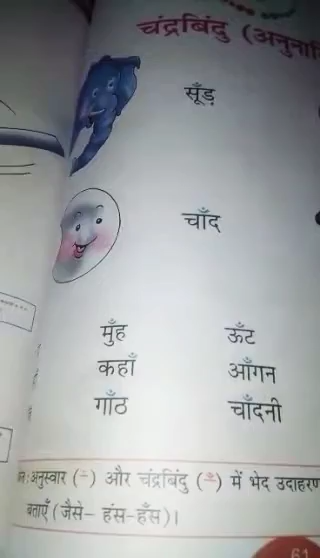 चंद्रबिंदु (अनुना
सूँड़
चाँद
मुँह ऊँट
कहाँ आँगन
गाँठ चाँदनी
अनुस्वार (ं) और चंद्रबिंदु (ँ) में भेद उदाहरण
बताएँ (जैसे– हंस-हँस)।
61